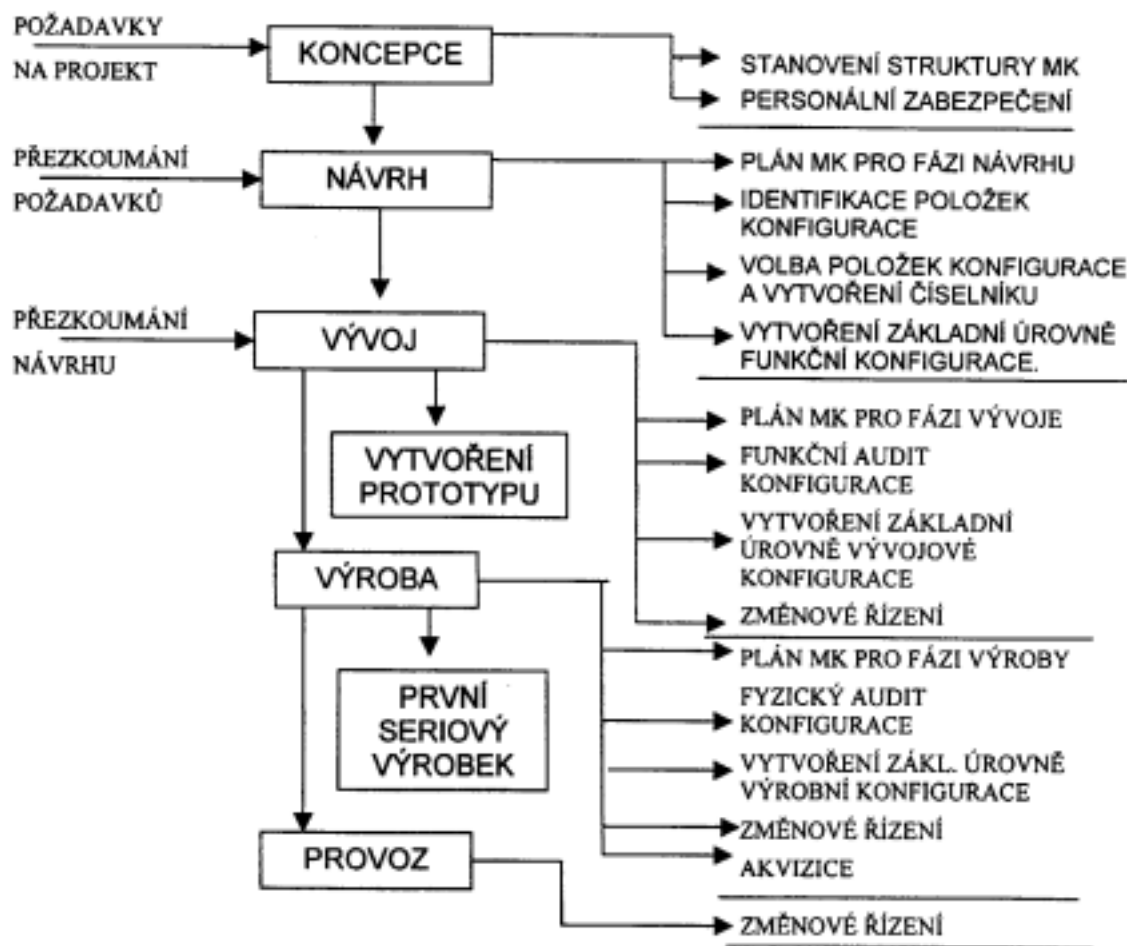 POŽADAVKY
NA PROJEKT
KONCEPCE
STANOVENÍ STRUKTURY MK
PERSONÁLNÍ ZABEZPEČENÍ
PŘEZKOUMÁNÍ
POŽADAVKŮ
NÁVRH
PLÁN MK PRO FÁZI NÁVRHU
IDENTIFIKACE POLOŽEK
KONFIGURACE
VOLBA POLOŽEK KONFIGURACE
A VYTVOŘENÍ ČÍSELNÍKU
VYTVOŘENÍ ZÁKLADNÍ ÚROVNĚ
FUNKČNÍ KONFIGURACE.
PŘEZKOUMÁNÍ
NÁVRHU
VÝVOJ
VYTVOŘENÍ
PROTOTYPU
PLÁN MK PRO FÁZI VÝVOJE
FUNKČNÍ AUDIT
KONFIGURACE
VYTVOŘENÍ ZÁKLADNÍ
ÚROVNĚ VÝVOJOVÉ
KONFIGURACE
ZMĚNOVÉ ŘÍZENÍ
VÝROBA
PRVNÍ
SERIOVÝ
VÝROBEK
PLÁN MK PRO FÁZI VÝROBY
FYZICKÝ AUDIT
KONFIGURACE
VYTVOŘENÍ ZÁKL. ÚROVNĚ
VÝROBNÍ KONFIGURACE
ZMĚNOVÉ ŘÍZENÍ
AKVIZICE
PROVOZ
ZMĚNOVÉ ŘÍZENÍ